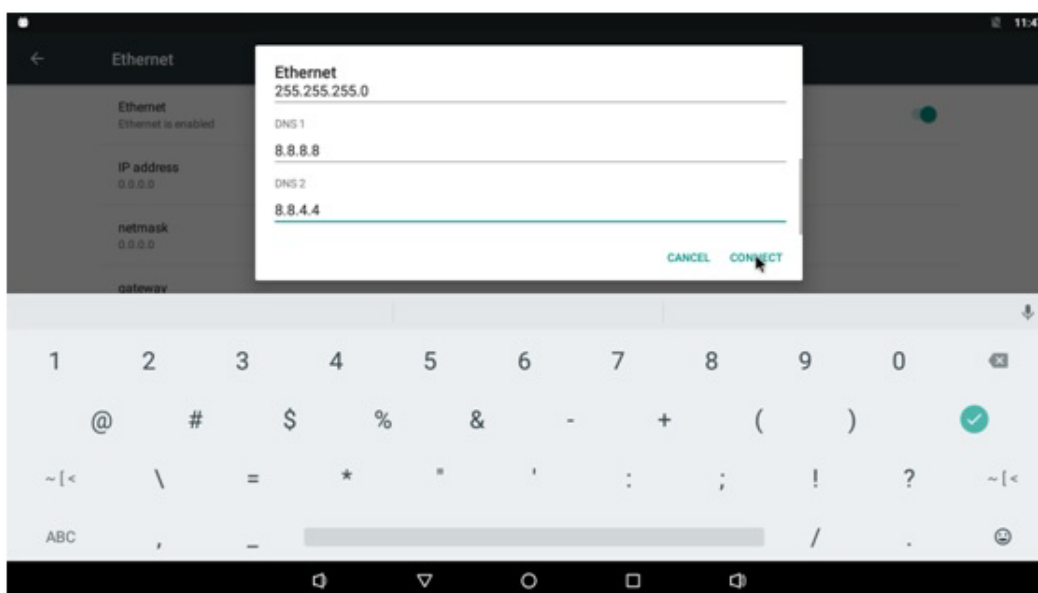 11:4
Ethernet
Ethernet
Ethernet is enabled
IP address
0.0.0.0
netmask
0.0.0.0
gateway
Ethernet
255.255.255.0
DNS 1
8.8.8.8
DNS 2
8.8.4.4
CANCEL CONNECT
1 2 3 4 5 6 7 8 9 0
@ # $ % & - + ( )
~ [ < \ = * " ' : ; ! ? ~ [ <
ABC , _ / .